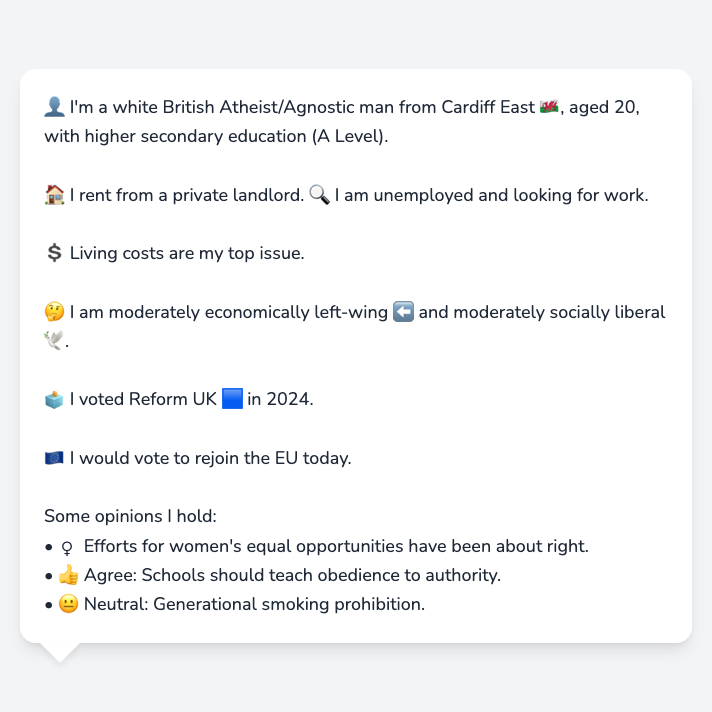 👤 I'm a white British Atheist/Agnostic man from Cardiff East 🏴󠁧󠁢󠁷󠁬󠁳󠁿, aged 20,
with higher secondary education (A Level).
🏠 I rent from a private landlord. 🔍 I am unemployed and looking for work.
💲 Living costs are my top issue.
🤔 I am moderately economically left-wing ⬅️ and moderately socially liberal
🕊️.
🗳️ I voted Reform UK 🟦 in 2024.
🇪🇺 I would vote to rejoin the EU today.
Some opinions I hold:
• ♀️ Efforts for women's equal opportunities have been about right.
• 👍 Agree: Schools should teach obedience to authority.
• 😐 Neutral: Generational smoking prohibition.